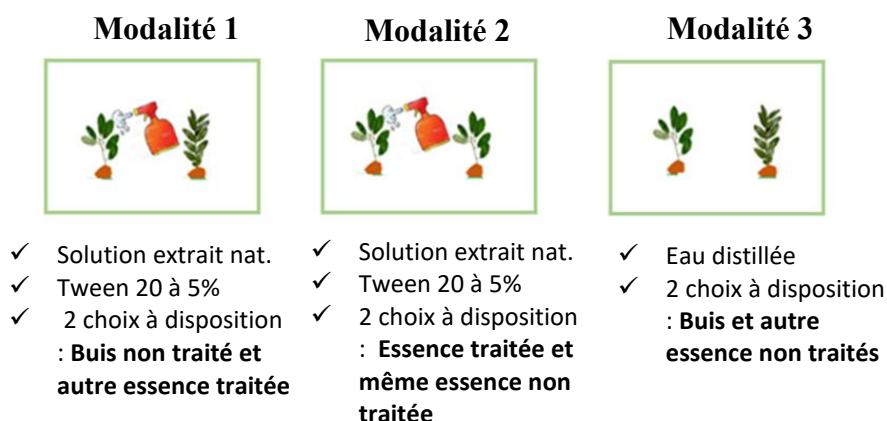 Modalité 1
Modalité 2
Modalité 3
✓ Solution extrait nat.
✓ Tween 20 à 5%
✓ 2 choix à disposition
: Buis non traité et
autre essence traitée
✓ Solution extrait nat.
✓ Tween 20 à 5%
✓ 2 choix à disposition
: Essence traitée et
même essence non
traitée
✓ Eau distillée
✓ 2 choix à disposition
: Buis et autre
essence non traités